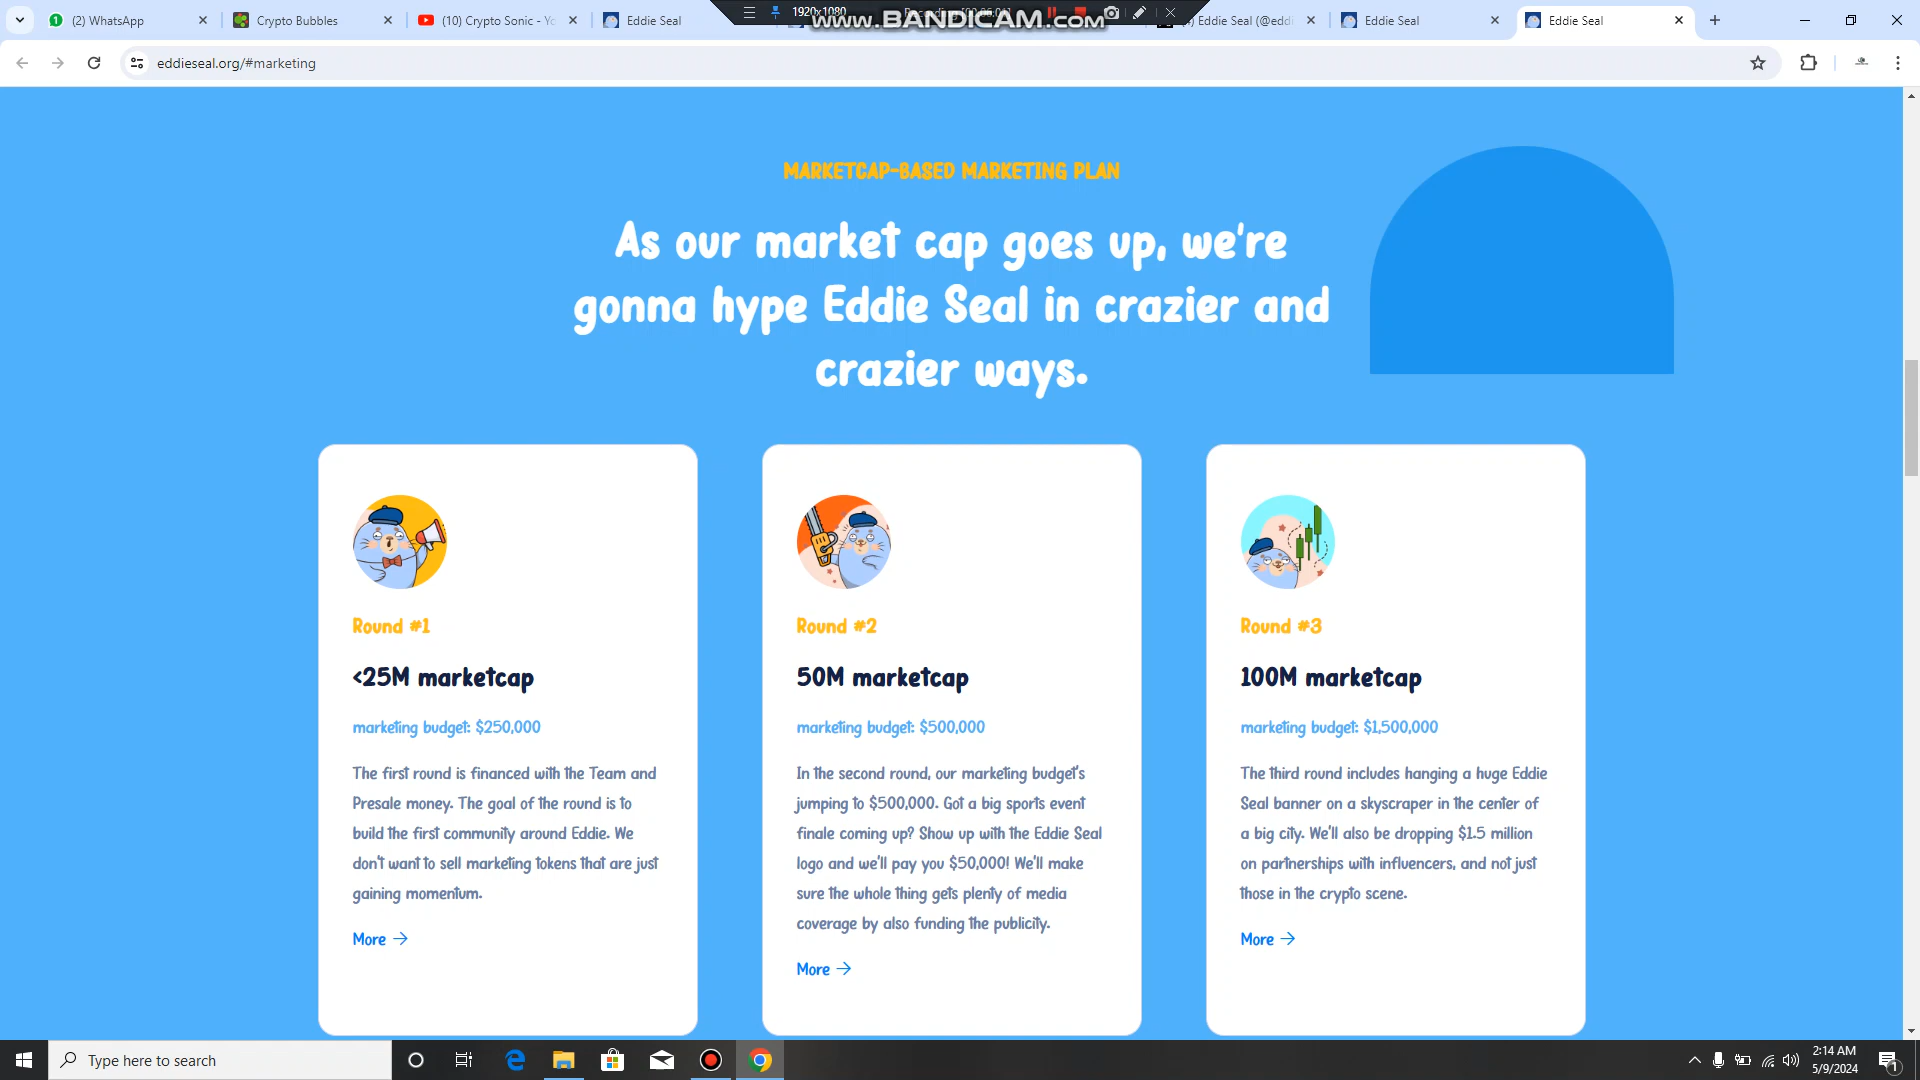 (2) WhatsApp
Crypto Bubbles
(10) Crypto Sonic - Yo
Eddie Seal
1920x1080
www.BANDICAM.com
Eddie Seal (@eddi
Eddie Seal
Eddie Seal
eddieseal.org/#marketing
MARKETCAP-BASED MARKETING PLAN
As our market cap goes up, we're
gonna hype Eddie Seal in crazier and
crazier ways.
Round #1
<25M marketcap
marketing budget: $250,000
The first round is financed with the Team and
Presale money. The goal of the round is to
build the first community around Eddie. We
don't want to sell marketing tokens that are just
gaining momentum.
More →
Round #2
50M marketcap
marketing budget: $500,000
In the second round, our marketing budget's
jumping to $500,000. Got a big sports event
finale coming up? Show up with the Eddie Seal
logo and we'll pay you $50,000! We'll make
sure the whole thing gets plenty of media
coverage by also funding the publicity.
More →
Round #3
100M marketcap
marketing budget: $1,500,000
The third round includes hanging a huge Eddie
Seal banner on a skyscraper in the center of
a big city. We'll also be dropping $1.5 million
on partnerships with influencers, and not just
those in the crypto scene.
More →
Type here to search
2:14 AM
5/9/2024
1